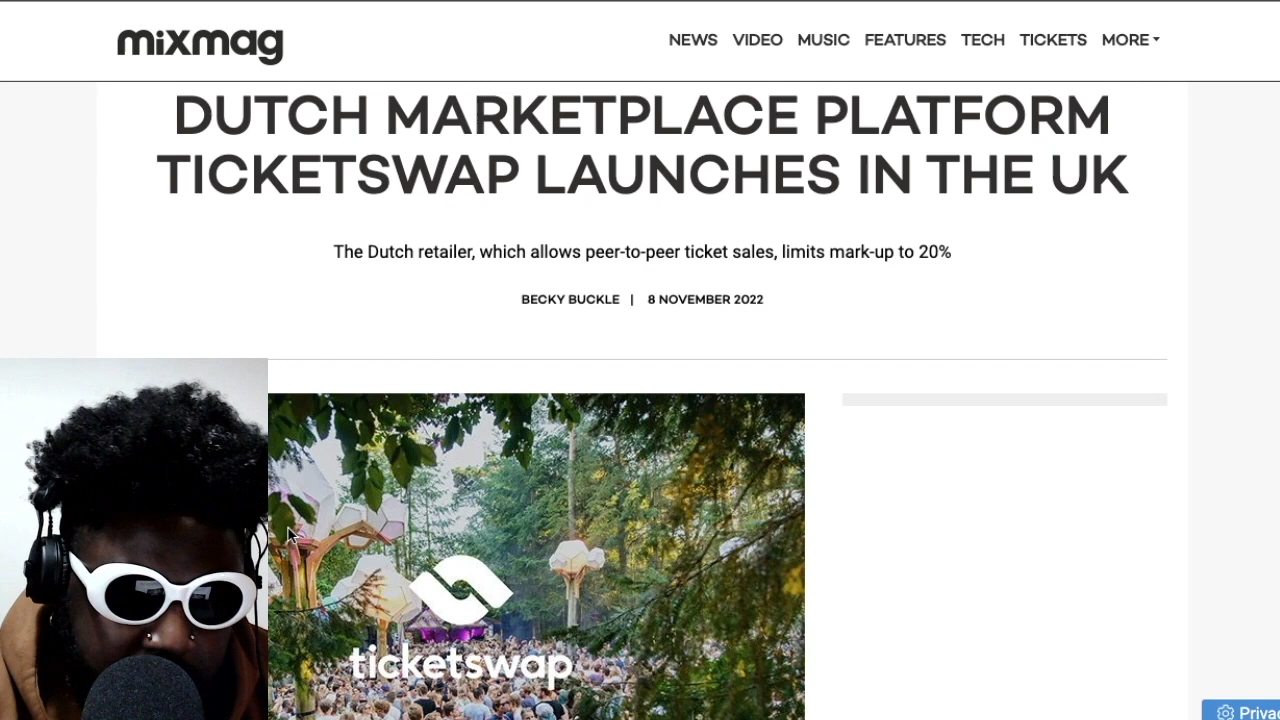 mixmag
NEWS VIDEO MUSIC FEATURES TECH TICKETS MORE
DUTCH MARKETPLACE PLATFORM
TICKETSWAP LAUNCHES IN THE UK
The Dutch retailer, which allows peer-to-peer ticket sales, limits mark-up to 20%
BECKY BUCKLE | 8 NOVEMBER 2022
ticketswap